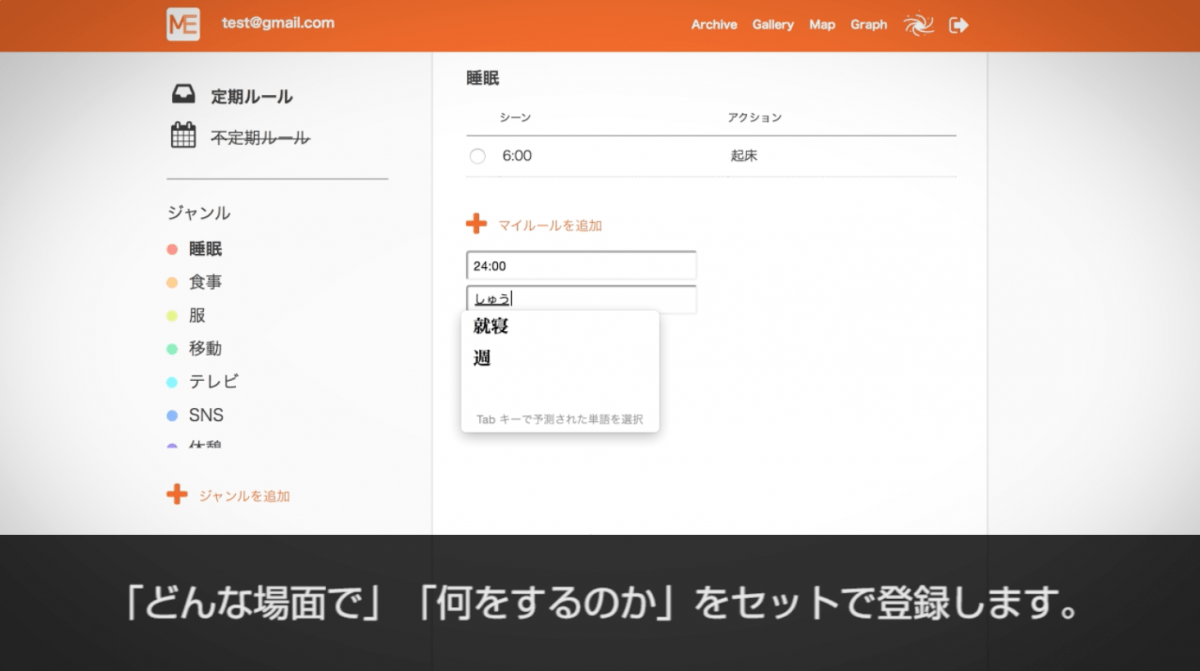 ME
test@gmail.com
Archive Gallery Map Graph
定期ルール
不定期ルール
ジャンル
睡眠
食事
服
移動
テレビ
SNS
休憩
ジャンルを追加
睡眠
シーン アクション
6:00 起床
マイルールを追加
24:00
しゅう
就寝
週
Tab キーで予測された単語を選択
「どんな場面で」「何をするのか」をセットで登録します。